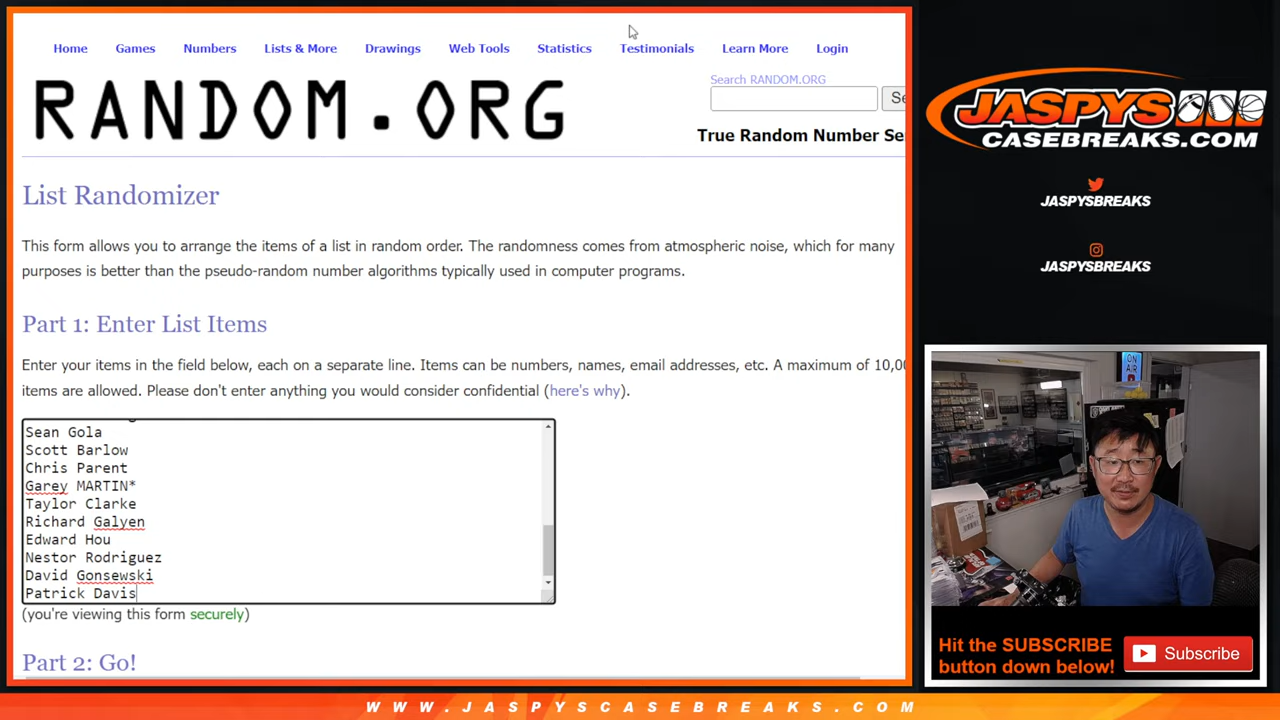 Home Games Numbers Lists & More Drawings Web Tools Statistics Testimonials Learn More Login
RANDOM.ORG
Search RANDOM.ORG
Se
True Random Number Se
List Randomizer
This form allows you to arrange the items of a list in random order. The randomness comes from atmospheric noise, which for many
purposes is better than the pseudo-random number algorithms typically used in computer programs.
Part 1: Enter List Items
Enter your items in the field below, each on a separate line. Items can be numbers, names, email addresses, etc. A maximum of 10,00
items are allowed. Please don't enter anything you would consider confidential (here's why).
Sean Gola
Scott Barlow
Chris Parent
Garey MARTIN*
Taylor Clarke
Richard Galyen
Edward Hou
Nestor Rodriguez
David Gonsewski
Patrick Davis
(you're viewing this form securely)
Part 2: Go!
JASPYS
CASEBREAKS.COM
JASPYSBREAKS
JASPYSBREAKS
ON
AIR
Hit the SUBSCRIBE
button down below!
Subscribe
WWW.JASPYSCASEBREAKS.COM